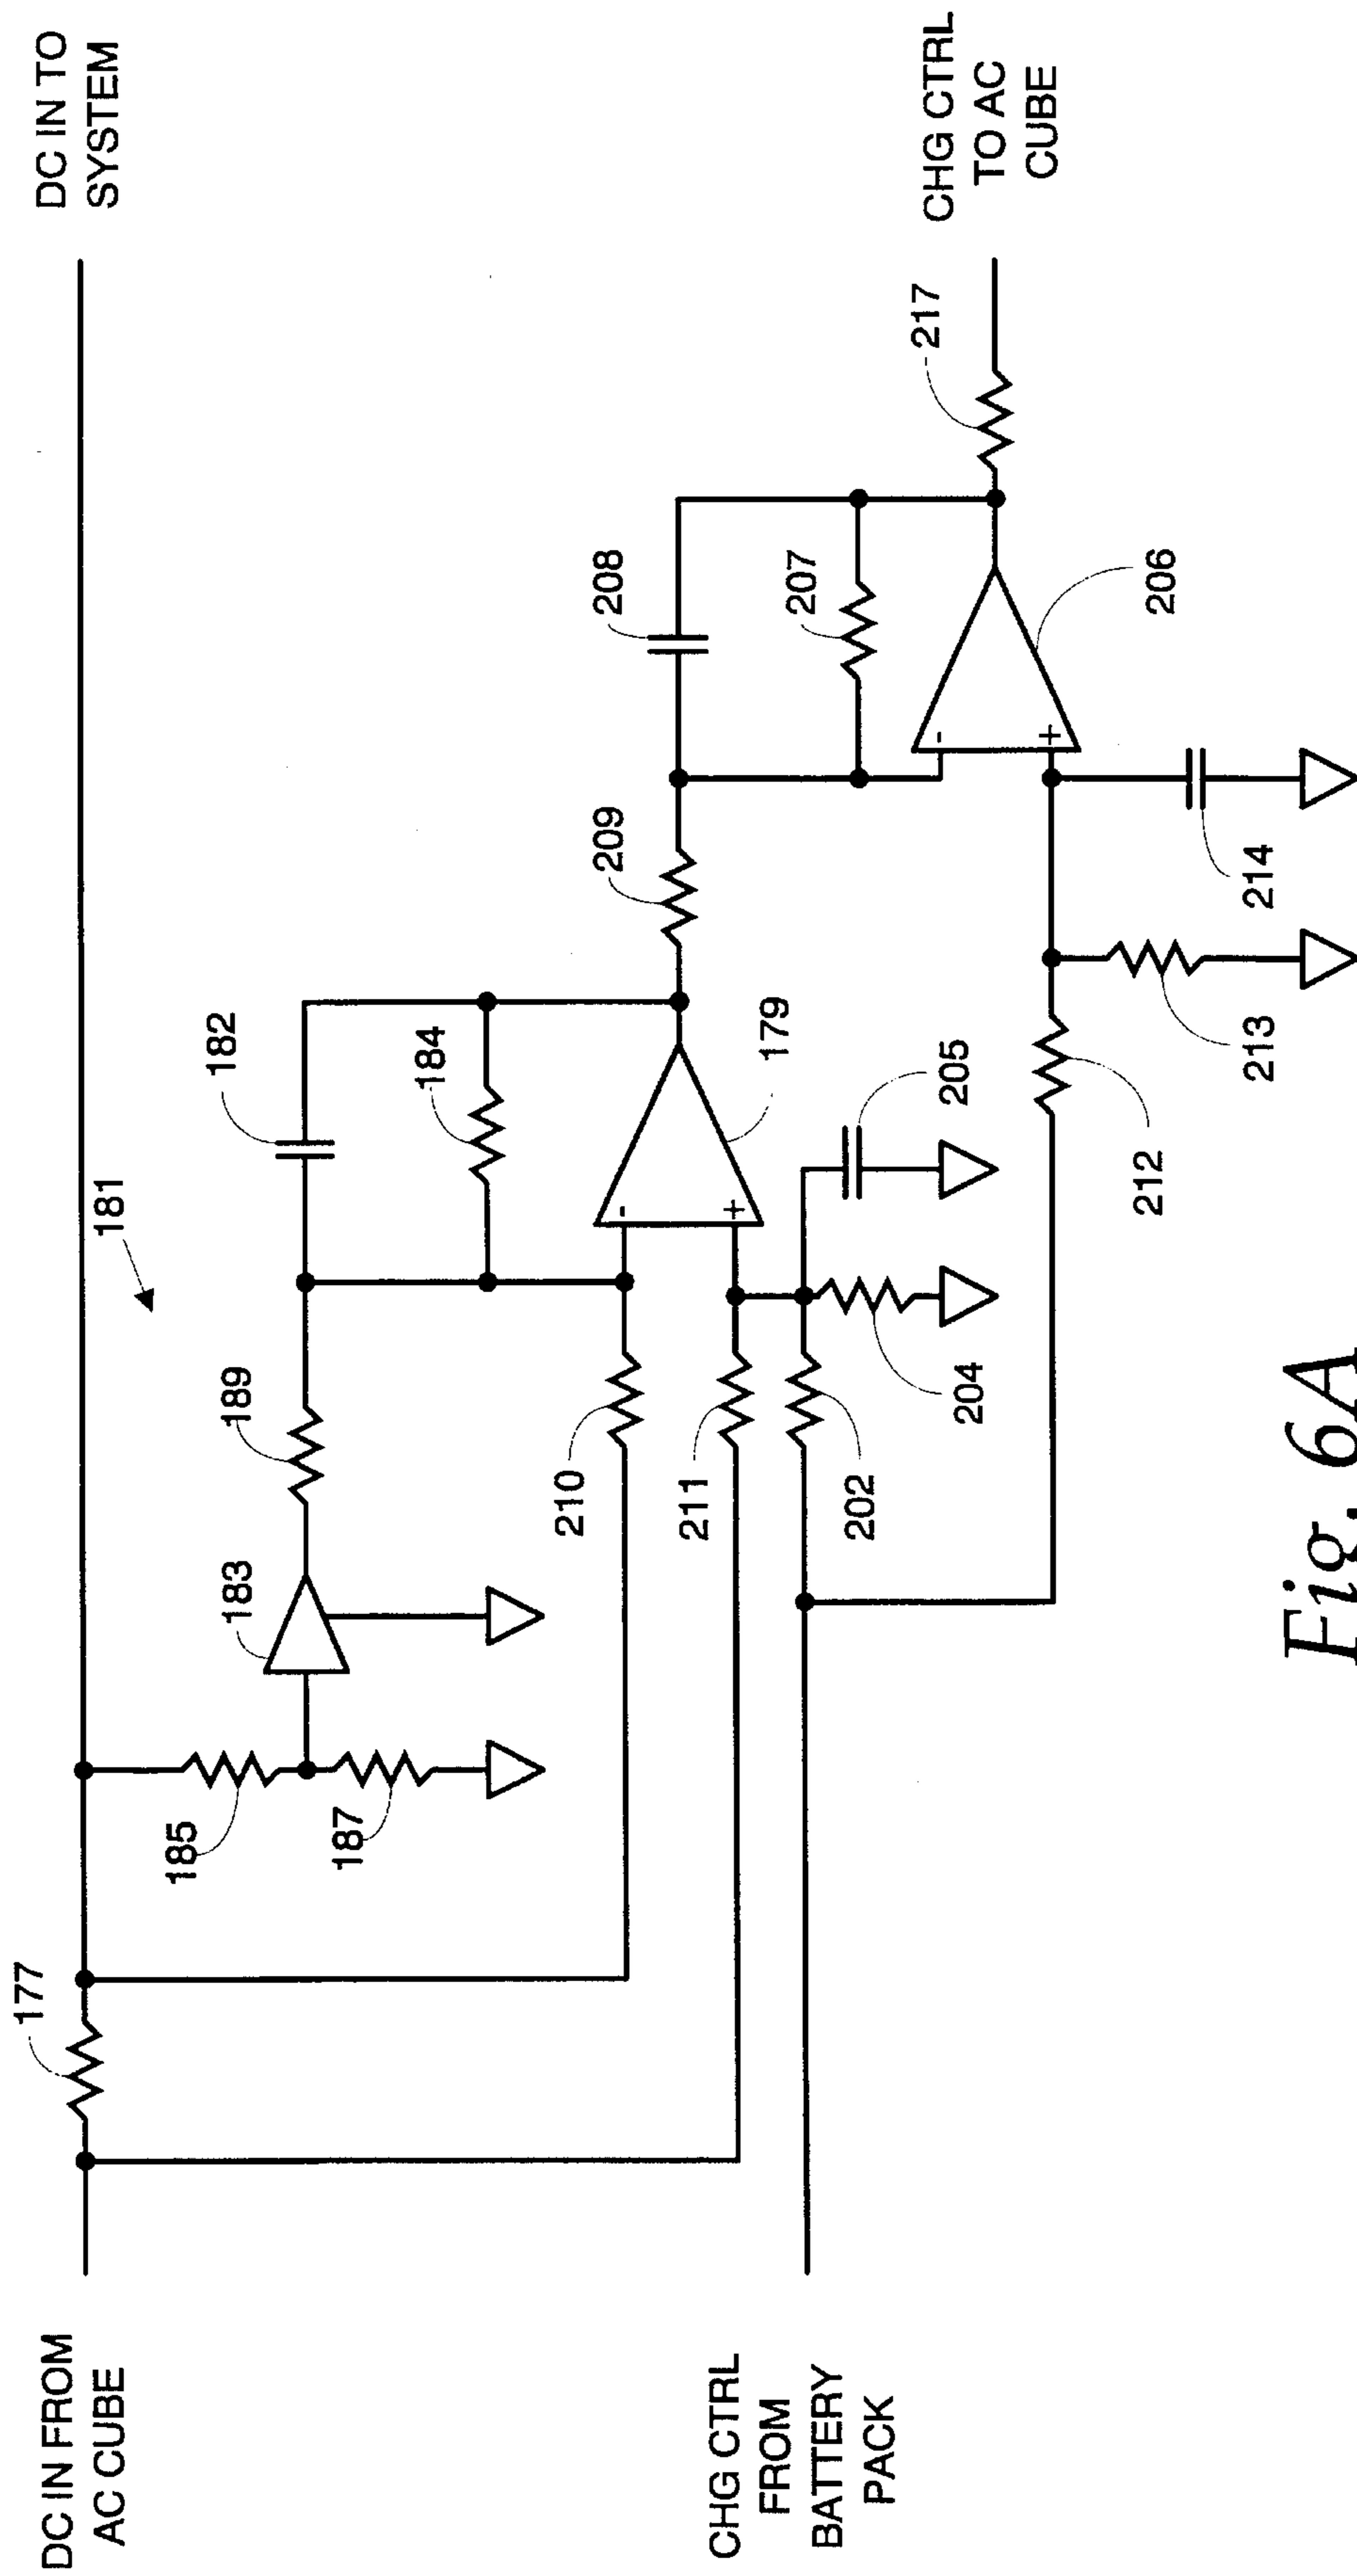 DC IN FROM
AC CUBE
177
185
187
183
189
181
182
184
DC IN TO
SYSTEM
210
211
-
+
179
209
208
207
CHG CTRL
FROM
BATTERY
PACK
202
204
205
212
213
214
-
+
206
217
CHG CTRL
TO AC
CUBE
Fig. 6A